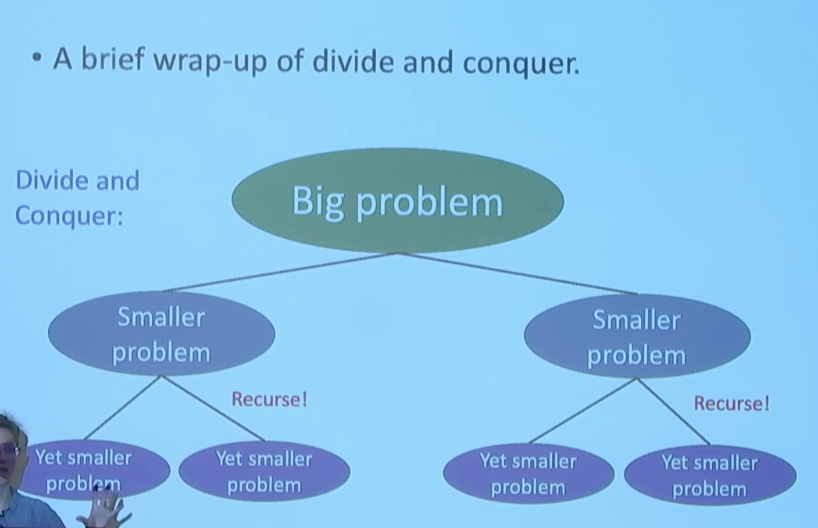 • A brief wrap-up of divide and conquer.
Divide and
Conquer:
Big problem
Smaller
problem
Smaller
problem
Recurse!
Recurse!
Yet smaller
problem
Yet smaller
problem
Yet smaller
problem
Yet smaller
problem